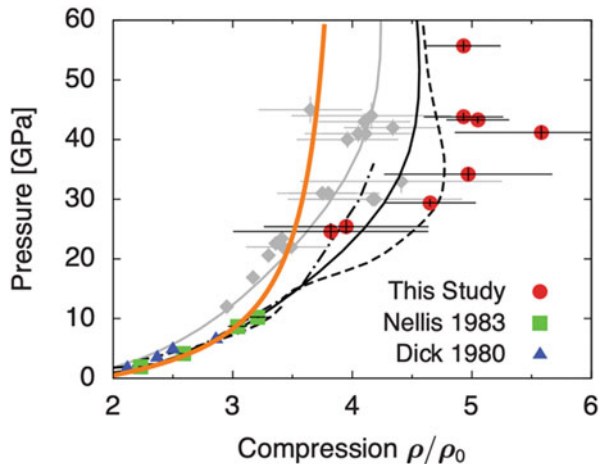 60
50
40
30
20
10
0
Pressure [GPa]
This Study
Nellis 1983
Dick 1980
2
3
4
5
6
Compression ρ/ρ₀